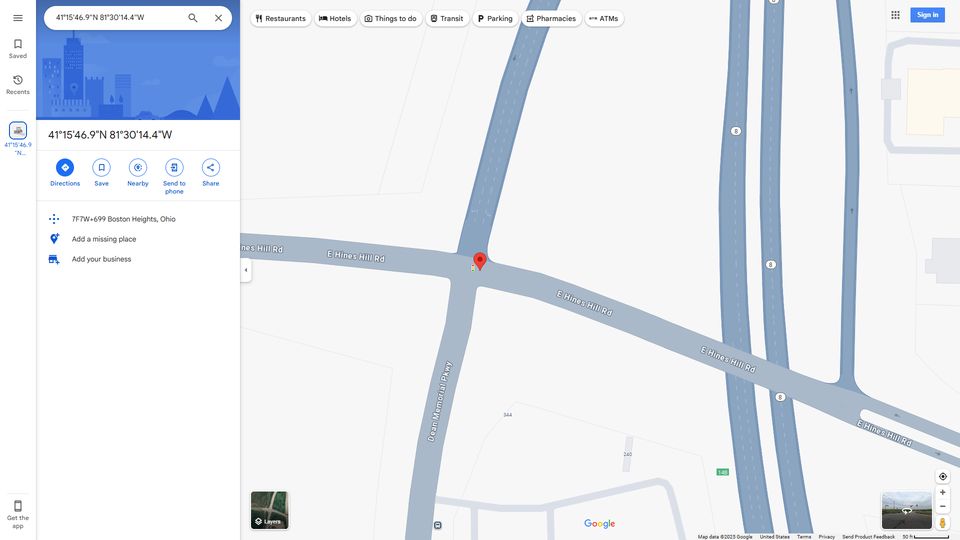 41°15'46.9"N 81°30'14.4"W
Restaurants
Hotels
Things to do
Transit
Parking
Pharmacies
ATMs
Sign in
Saved
Recents
41°15'46.9
"N...
41°15'46.9"N 81°30'14.4"W
Directions
Save
Nearby
Send to
phone
Share
7F7W+699 Boston Heights, Ohio
Add a missing place
Add your business
Get the
app
8
8
8
8
nes Hill Rd
E Hines Hill Rd
E Hines Hill Rd
E Hines Hill Rd
E Hines Hill Rd
Dean Memorial Pkwy
344
240
14B
Layers
Google
Map data ©2025 Google
United States
Terms
Privacy
Send Product Feedback
50 ft